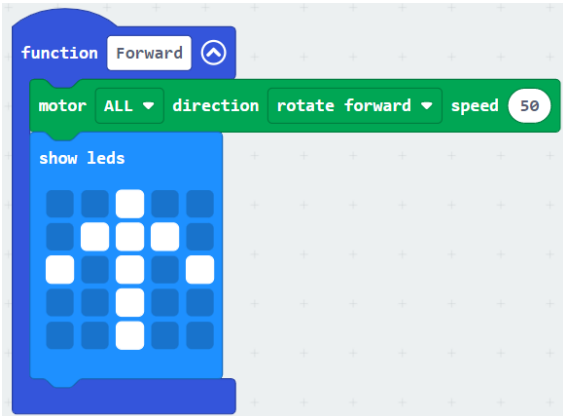 function Forward
motor ALL direction rotate forward speed 50
show leds